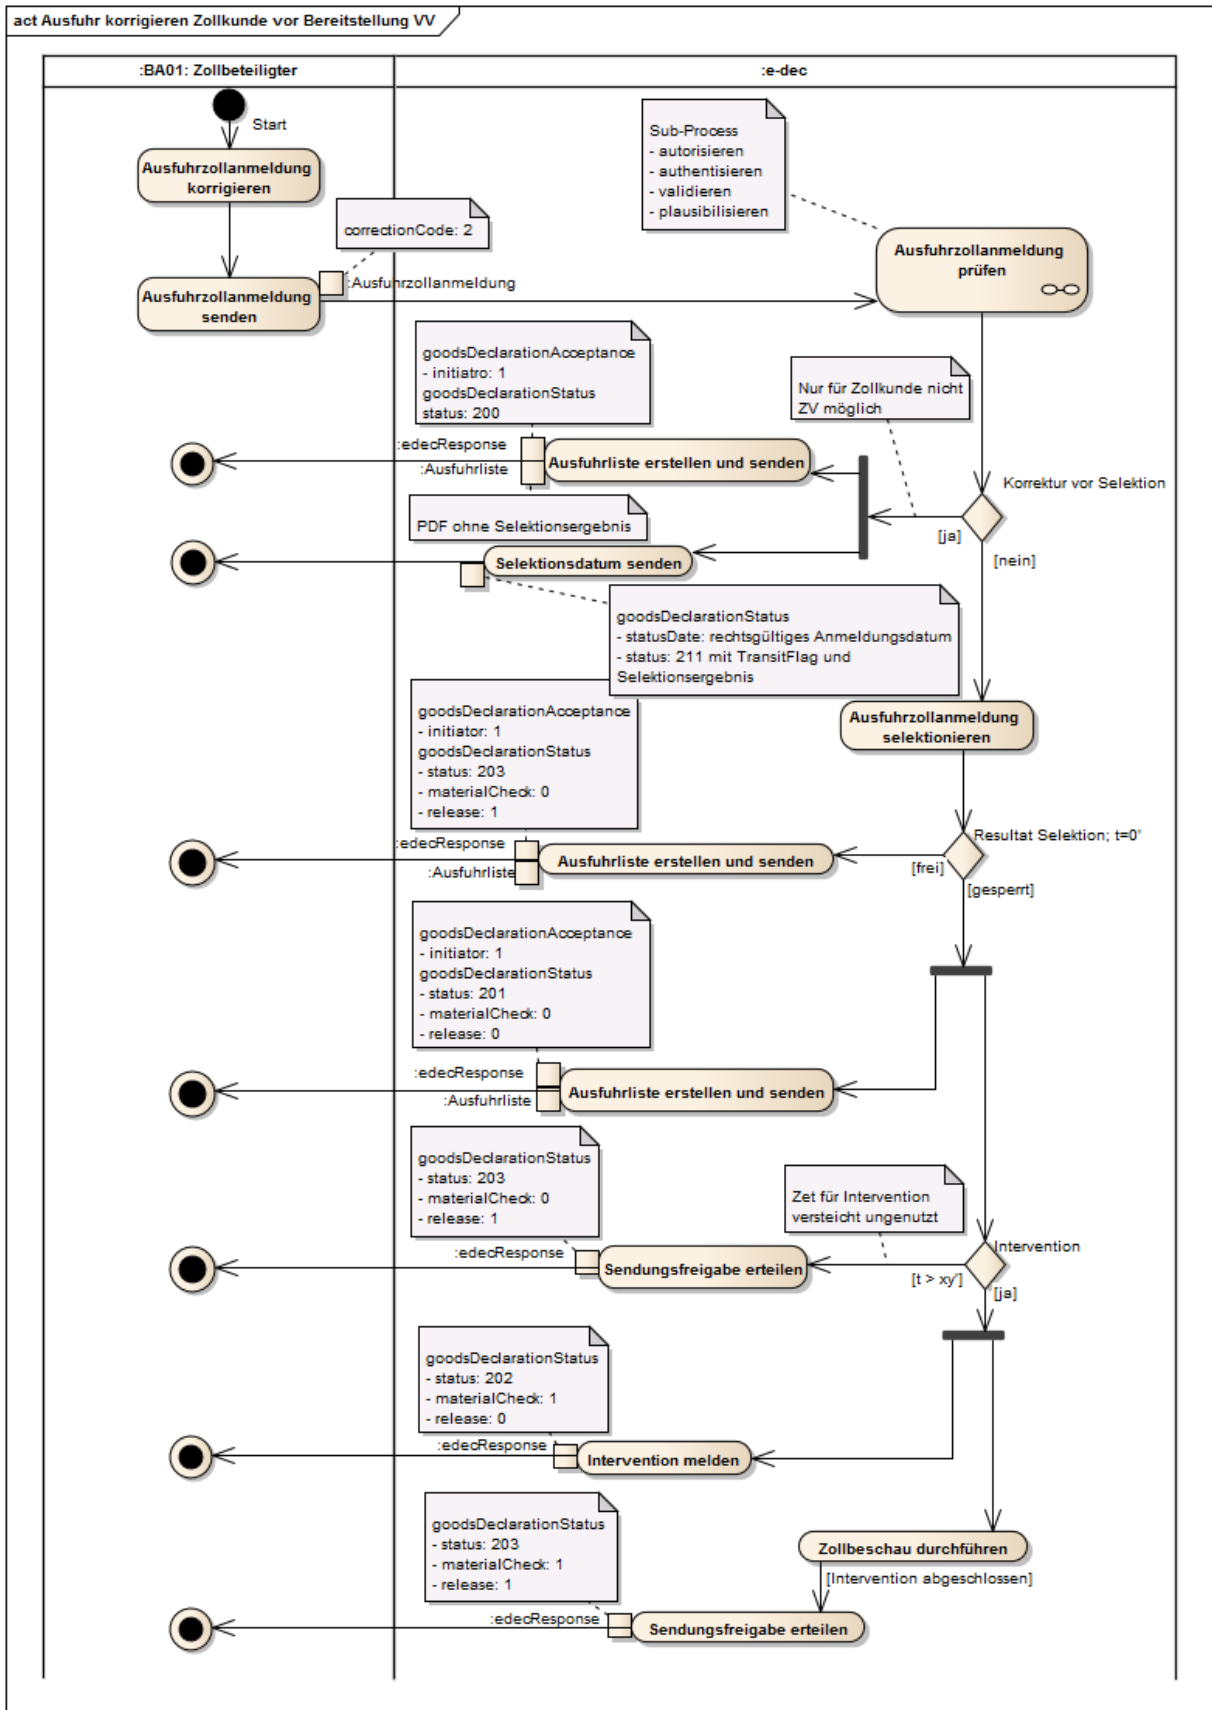 act Ausfuhr korrigieren Zollkunde vor Bereitstellung VV
:BA01: Zollbeteiligter
:e-dec
Start
Ausfuhrzollanmeldung
korrigieren
Sub-Process
- autorisieren
- authentisieren
- validieren
- plausibilisieren
correctionCode: 2
Ausfuhrzollanmeldung
prüfen
:Ausfuhrzollanmeldung
Ausfuhrzollanmeldung
senden
goodsDeclarationAcceptance
- initiatro: 1
goodsDeclarationStatus
status: 200
Nur für Zollkunde nicht
ZV möglich
:edecResponse
:Ausfuhrliste
Ausfuhrliste erstellen und senden
Korrektur vor Selektion
[ja]
[nein]
PDF ohne Selektionsergebnis
Selektionsdatum senden
goodsDeclarationStatus
- statusDate: rechtsgültiges Anmeldungsdatum
- status: 211 mit TransitFlag und
Selektionsergebnis
Ausfuhrzollanmeldung
selektionieren
goodsDeclarationAcceptance
- initiator: 1
goodsDeclarationStatus
- status: 203
- materialCheck: 0
- release: 1
Resultat Selektion; t=0'
:edecResponse
:Ausfuhrliste
Ausfuhrliste erstellen und senden
[frei]
[gesperrt]
goodsDeclarationAcceptance
- initiator: 1
goodsDeclarationStatus
- status: 201
- materialCheck: 0
- release: 0
:edecResponse
:Ausfuhrliste
Ausfuhrliste erstellen und senden
goodsDeclarationStatus
- status: 203
- materialCheck: 0
- release: 1
Zet für Intervention
versteicht ungenutzt
:edecResponse
Sendungsfreigabe erteilen
Intervention
[t > xy']
[ja]
goodsDeclarationStatus
- status: 202
- materialCheck: 1
- release: 0
:edecResponse
Intervention melden
goodsDeclarationStatus
- status: 203
- materialCheck: 1
- release: 1
Zollbeschau durchführen
[Intervention abgeschlossen]
:edecResponse
Sendungsfreigabe erteilen